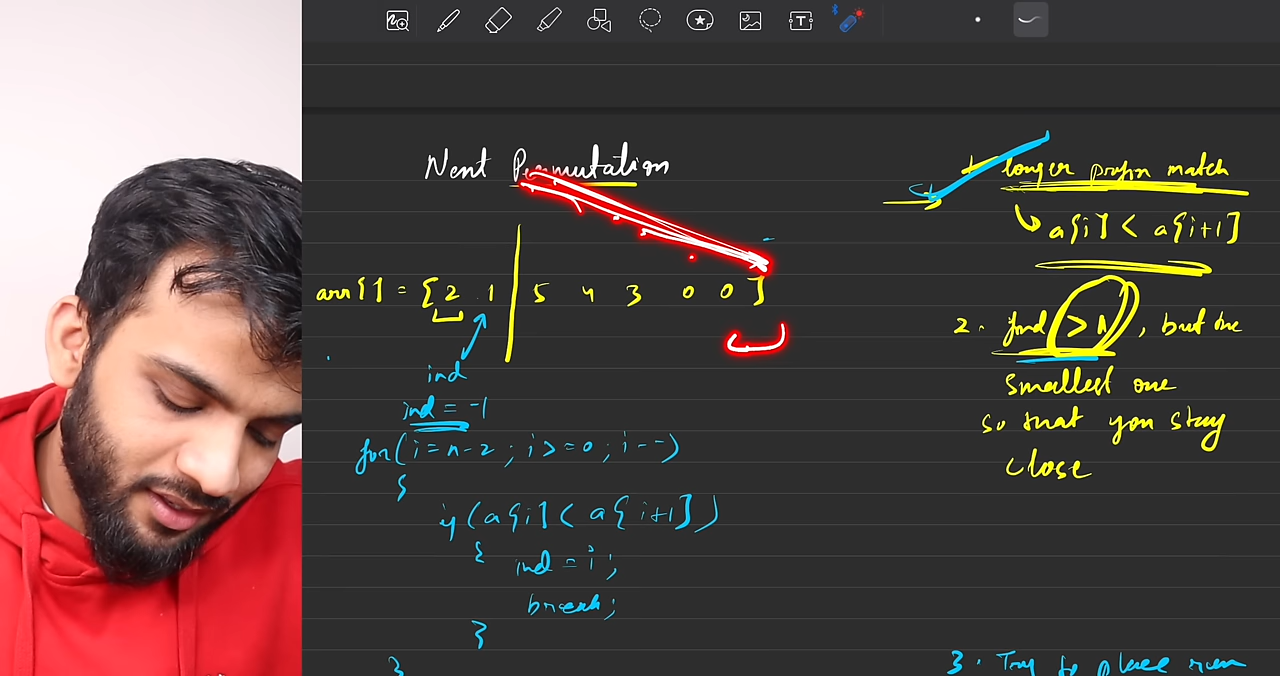 Next Permutation
arr[] = [2 1 5 4 3 0 0]
ind
ind = -1
for(i=n-2; i>=0; i--)
{
if(a[i] < a[i+1])
{
ind = i;
break;
}
}
1. longer prefix match
a[i] < a[i+1]
2. find > 1, but the
smallest one
so that you stay
close
3. Try to place